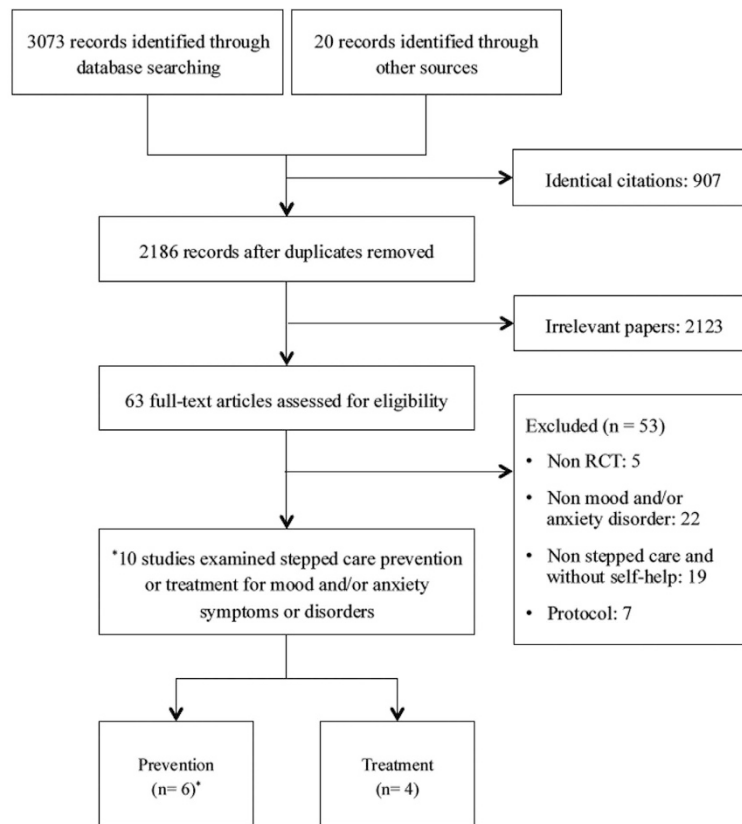 3073 records identified through
database searching
20 records identified through
other sources
Identical citations: 907
2186 records after duplicates removed
Irrelevant papers: 2123
63 full-text articles assessed for eligibility
Excluded (n = 53)
• Non RCT: 5
• Non mood and/or
anxiety disorder: 22
• Non stepped care and
without self-help: 19
• Protocol: 7
*10 studies examined stepped care prevention
or treatment for mood and/or anxiety
symptoms or disorders
Prevention
(n= 6)*
Treatment
(n= 4)